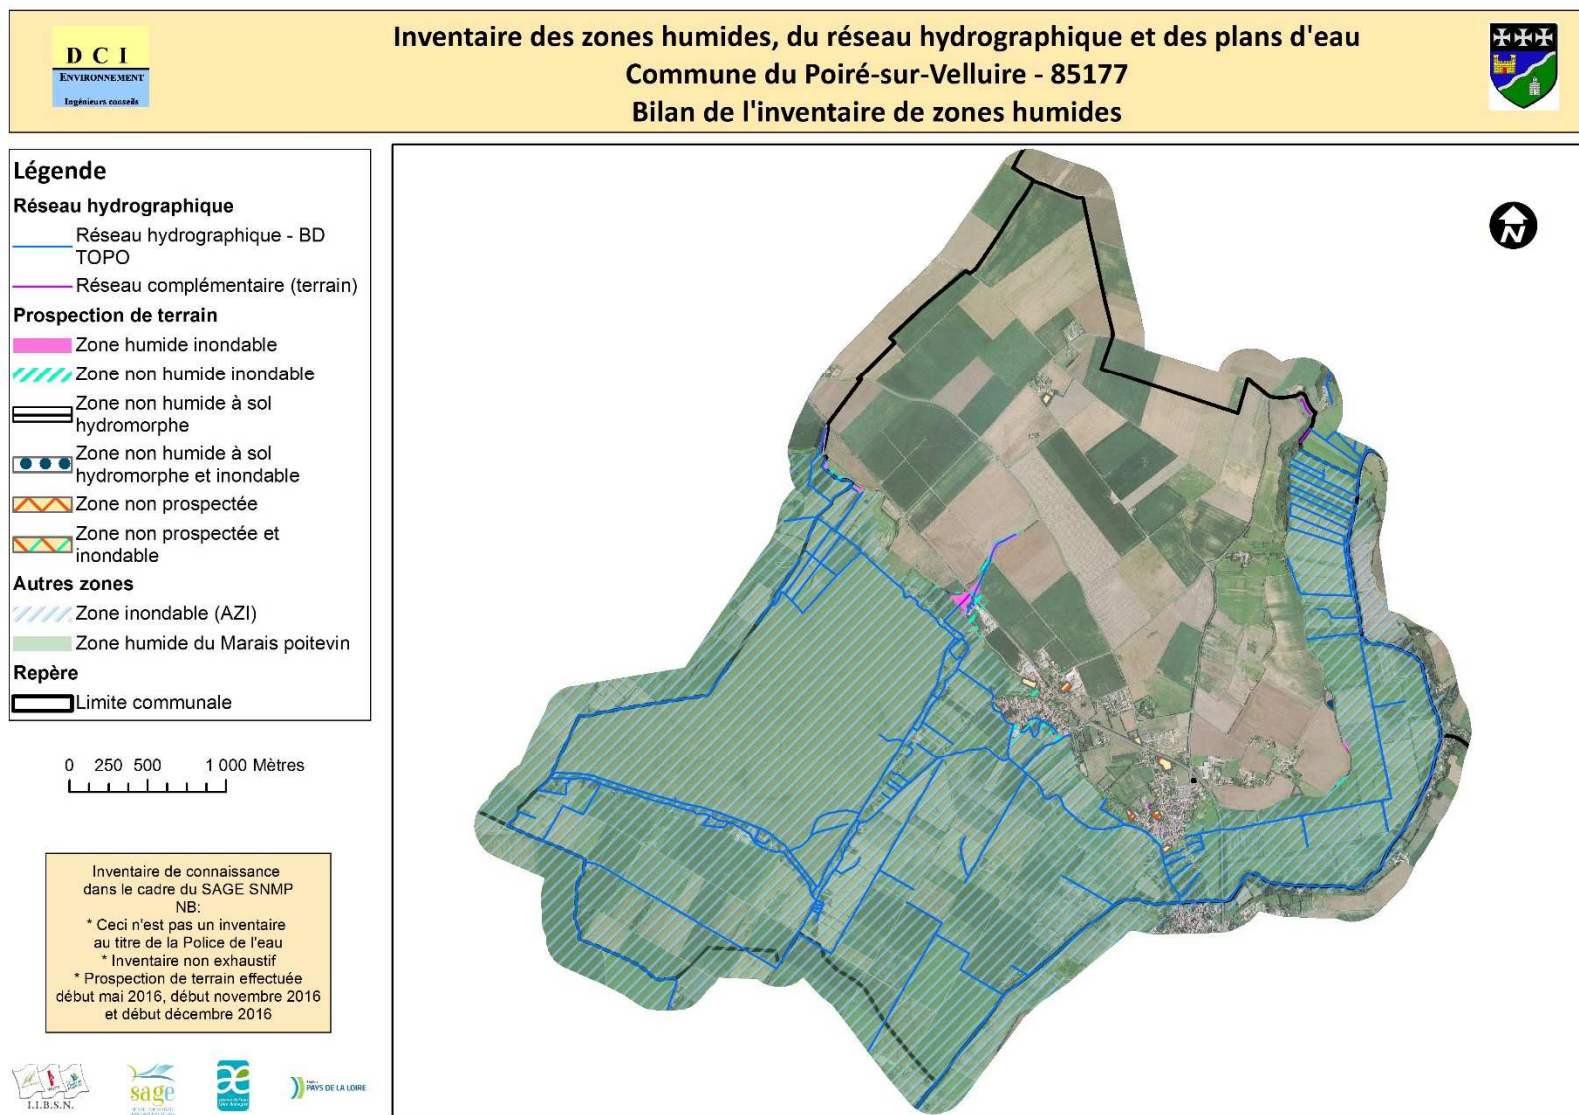 D C I
ENVIRONNEMENT
Ingénieurs conseils
Inventaire des zones humides, du réseau hydrographique et des plans d'eau
Commune du Poiré-sur-Velluire - 85177
Bilan de l'inventaire de zones humides
Légende
Réseau hydrographique
Réseau hydrographique - BD
TOPO
Réseau complémentaire (terrain)
Prospection de terrain
Zone humide inondable
Zone non humide inondable
Zone non humide à sol
hydromorphe
Zone non humide à sol
hydromorphe et inondable
Zone non prospectée
Zone non prospectée et
inondable
Autres zones
Zone inondable (AZI)
Zone humide du Marais poitevin
Repère
Limite communale
0 250 500 1 000 Mètres
N
Inventaire de connaissance
dans le cadre du SAGE SNMP
NB:
* Ceci n'est pas un inventaire
au titre de la Police de l'eau
* Inventaire non exhaustif
* Prospection de terrain effectuée
début mai 2016, début novembre 2016
et début décembre 2016
I.I.B.S.N.
sage
PAYS DE LA LOIRE